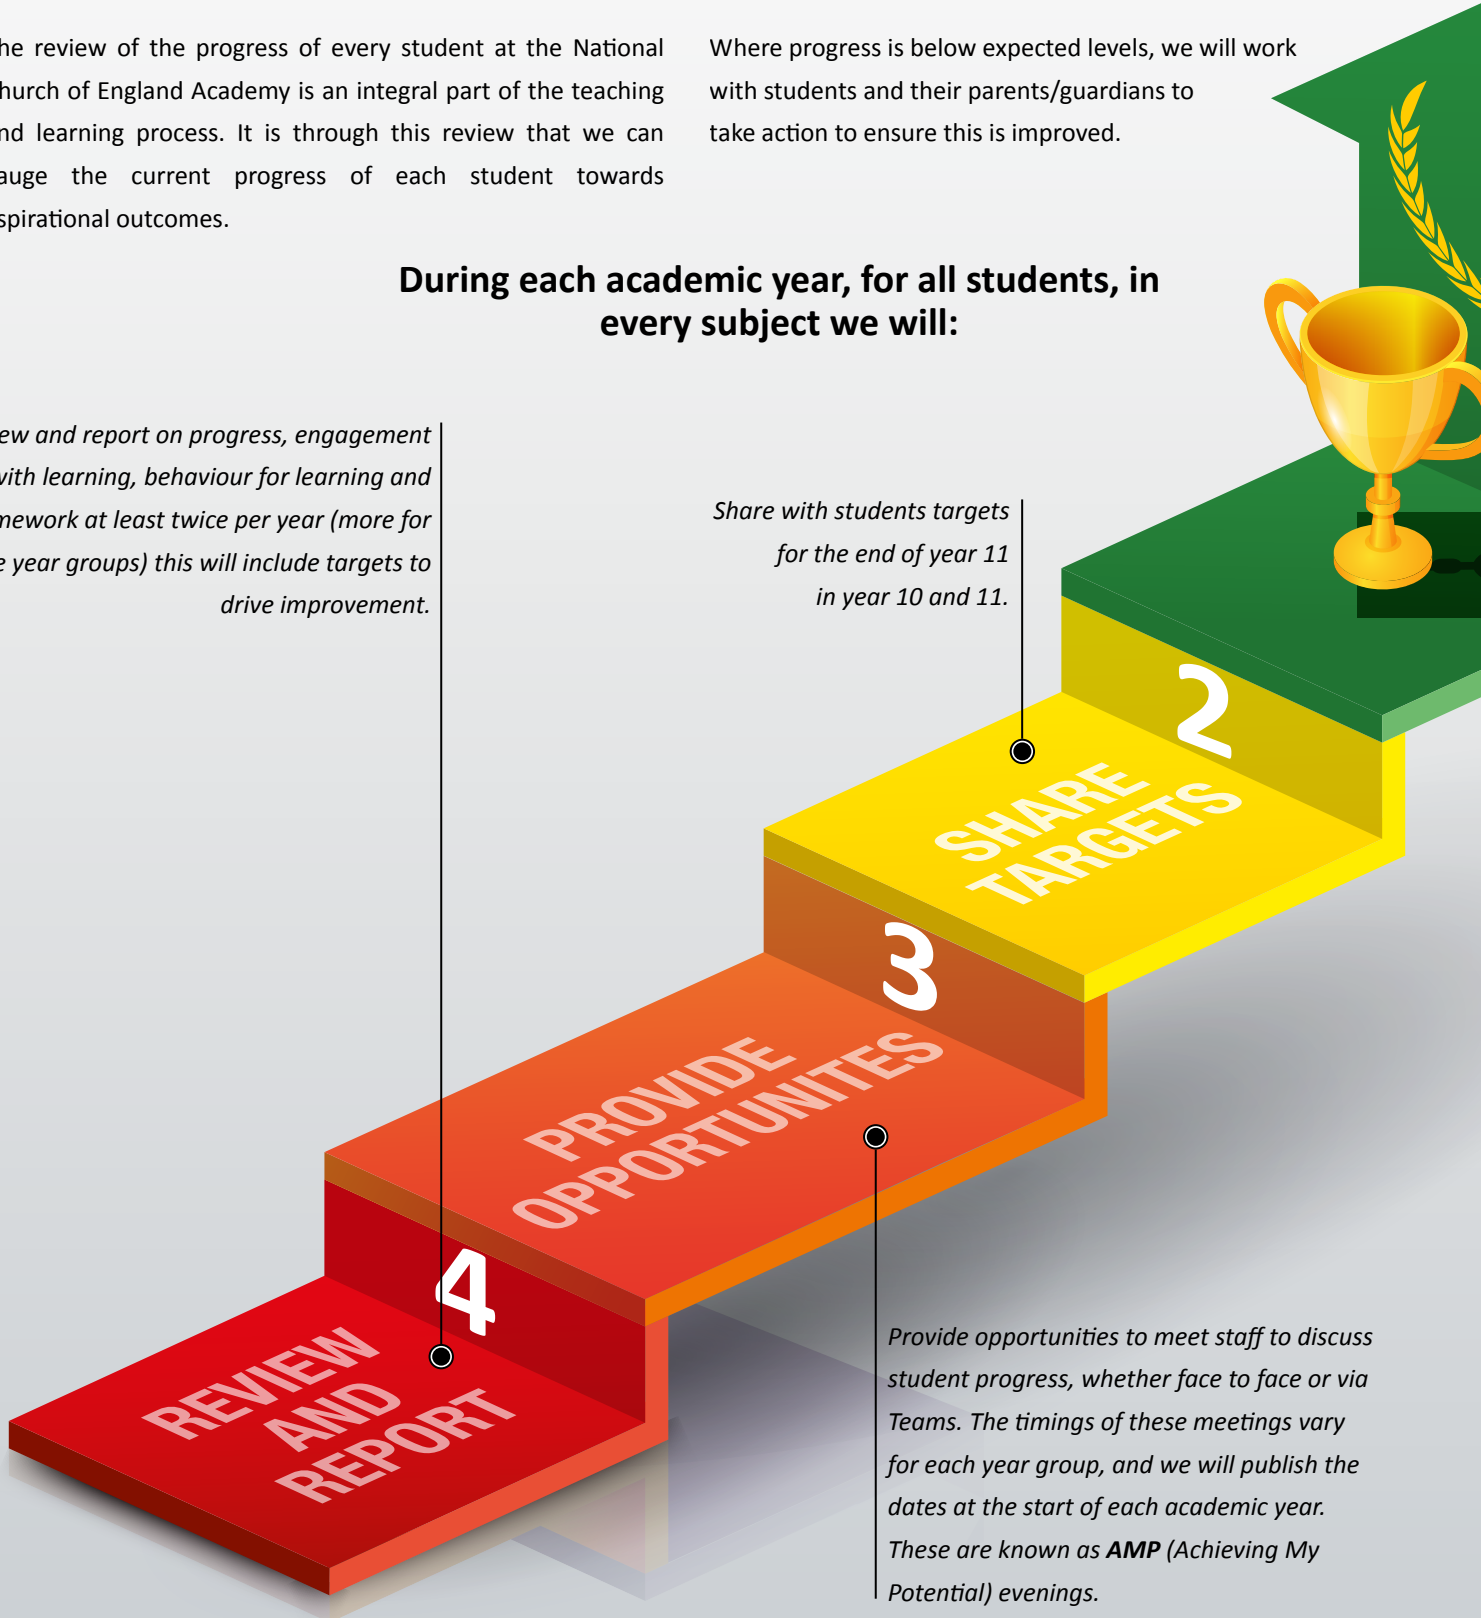 he review of the progress of every student at the National
hurch of England Academy is an integral part of the teaching
nd learning process. It is through this review that we can
auge the current progress of each student towards
spirational outcomes.
Where progress is below expected levels, we will work
with students and their parents/guardians to
take action to ensure this is improved.
During each academic year, for all students, in
every subject we will:
ew and report on progress, engagement
with learning, behaviour for learning and
mework at least twice per year (more for
e year groups) this will include targets to
drive improvement.
Share with students targets
for the end of year 11
in year 10 and 11.
2
SHARE
TARGETS
3
PROVIDE
OPPORTUNITES
4
REVIEW
AND
REPORT
Provide opportunities to meet staff to discuss
student progress, whether face to face or via
Teams. The timings of these meetings vary
for each year group, and we will publish the
dates at the start of each academic year.
These are known as AMP (Achieving My
Potential) evenings.